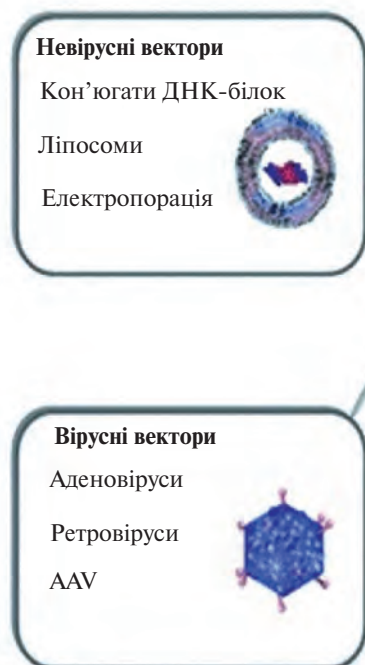 Невірусні вектори
Кон’югати ДНК-білок
Ліпосоми
Електропорація
Вірусні вектори
Аденовіруси
Ретровіруси
AAV